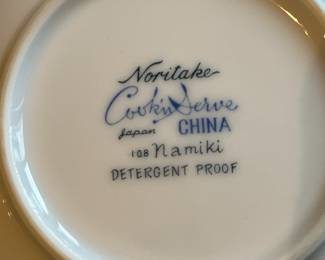 Noritake
Cook'n Serve
Japan CHINA
108 Namiki
DETERGENT PROOF